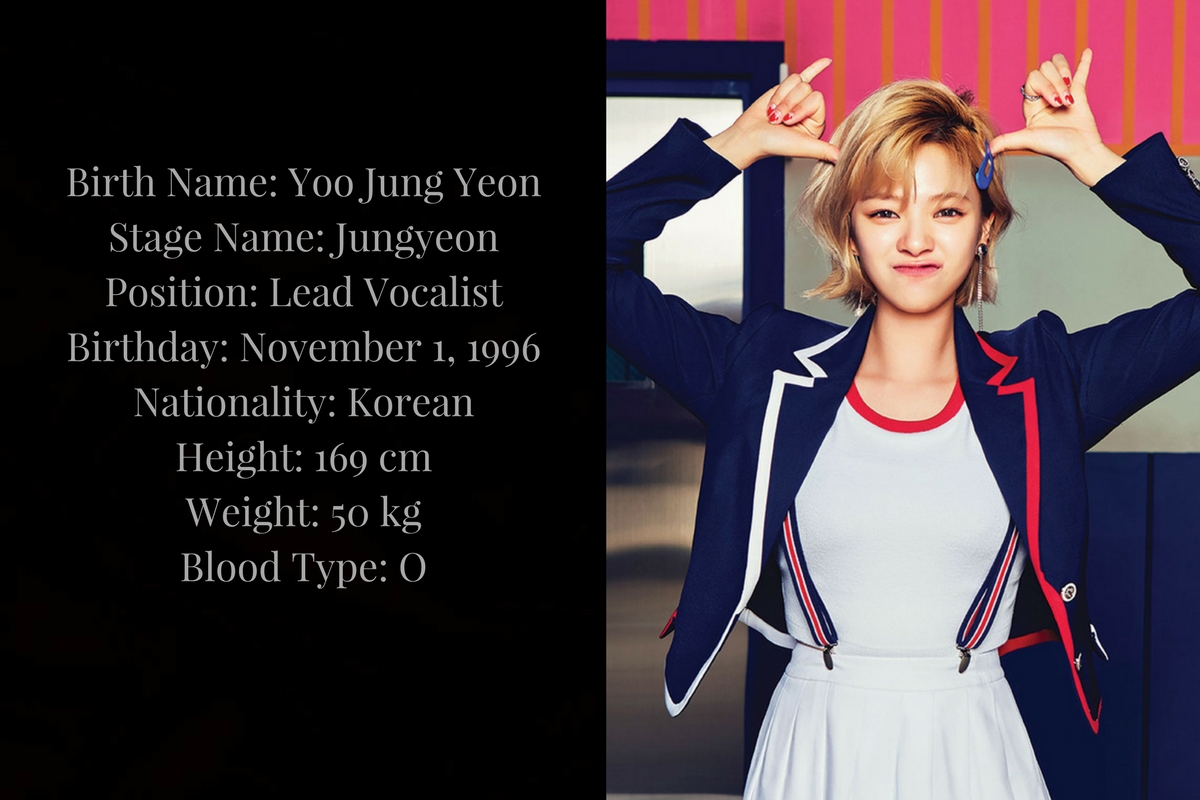 Birth Name: Yoo Jung Yeon
Stage Name: Jungyeon
Position: Lead Vocalist
Birthday: November 1, 1996
Nationality: Korean
Height: 169 cm
Weight: 50 kg
Blood Type: O